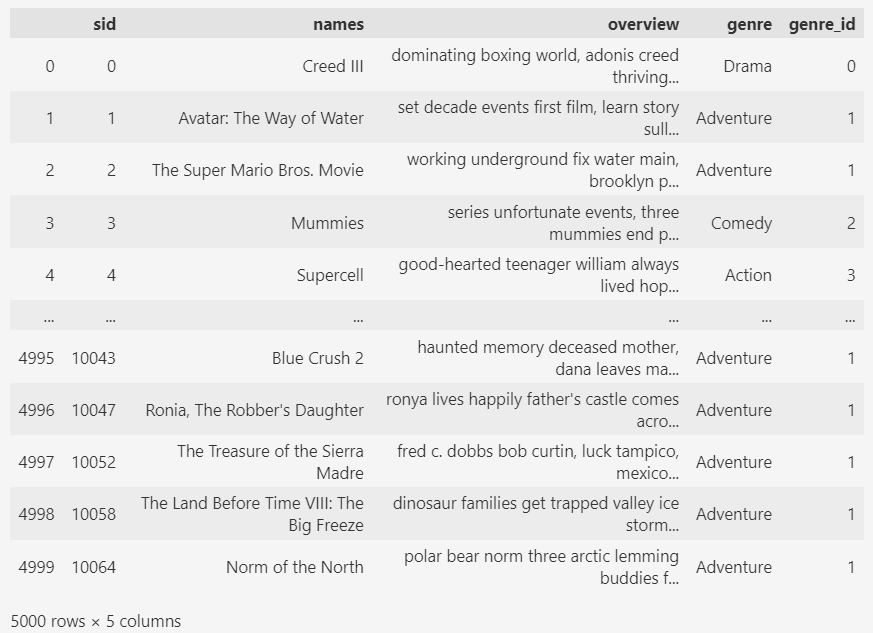 sid names overview genre genre_id
0 0 Creed III dominating boxing world, adonis creed thriving... Drama 0
1 1 Avatar: The Way of Water set decade events first film, learn story sull... Adventure 1
2 2 The Super Mario Bros. Movie working underground fix water main, brooklyn p... Adventure 1
3 3 Mummies series unfortunate events, three mummies end p... Comedy 2
4 4 Supercell good-hearted teenager william always lived hop... Action 3
... ... ... ... ... ...
4995 10043 Blue Crush 2 haunted memory deceased mother, dana leaves ma... Adventure 1
4996 10047 Ronia, The Robber's Daughter ronya lives happily father's castle comes acro... Adventure 1
4997 10052 The Treasure of the Sierra Madre fred c. dobbs bob curtin, luck tampico, mexico... Adventure 1
4998 10058 The Land Before Time VIII: The Big Freeze dinosaur families get trapped valley ice storm... Adventure 1
4999 10064 Norm of the North polar bear norm three arctic lemming buddies f... Adventure 1
5000 rows × 5 columns